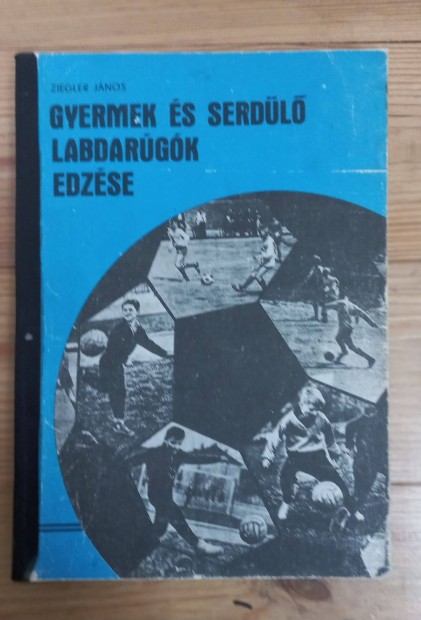 ZIEGLER JÁNOS
GYERMEK ÉS SERDÜLŐ
LABDARÚGÓK
EDZÉSE